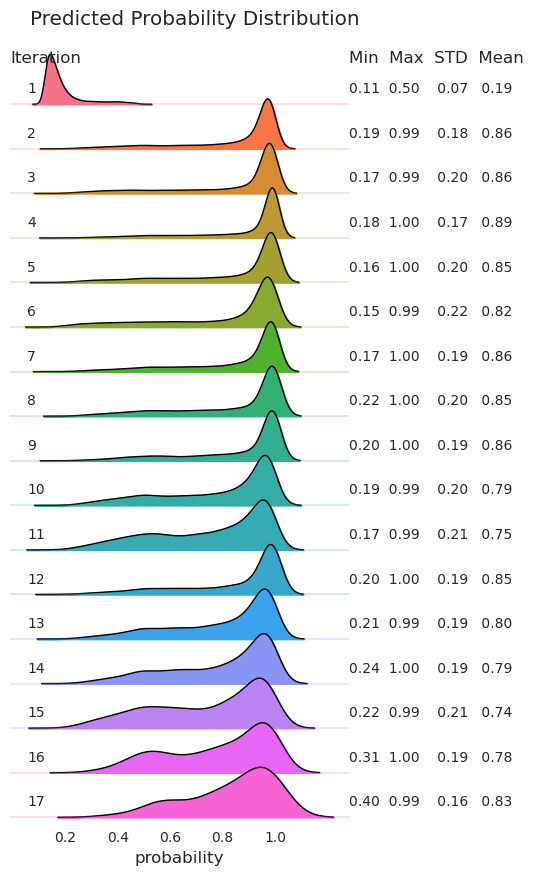 Predicted Probability Distribution
Iteration Min Max STD Mean
1 0.11 0.50 0.07 0.19
2 0.19 0.99 0.18 0.86
3 0.17 0.99 0.20 0.86
4 0.18 1.00 0.17 0.89
5 0.16 1.00 0.20 0.85
6 0.15 0.99 0.22 0.82
7 0.17 1.00 0.19 0.86
8 0.22 1.00 0.20 0.85
9 0.20 1.00 0.19 0.86
10 0.19 0.99 0.20 0.79
11 0.17 0.99 0.21 0.75
12 0.20 1.00 0.19 0.85
13 0.21 0.99 0.19 0.80
14 0.24 1.00 0.19 0.79
15 0.22 0.99 0.21 0.74
16 0.31 1.00 0.19 0.78
17 0.40 0.99 0.16 0.83
0.2 0.4 0.6 0.8 1.0
probability